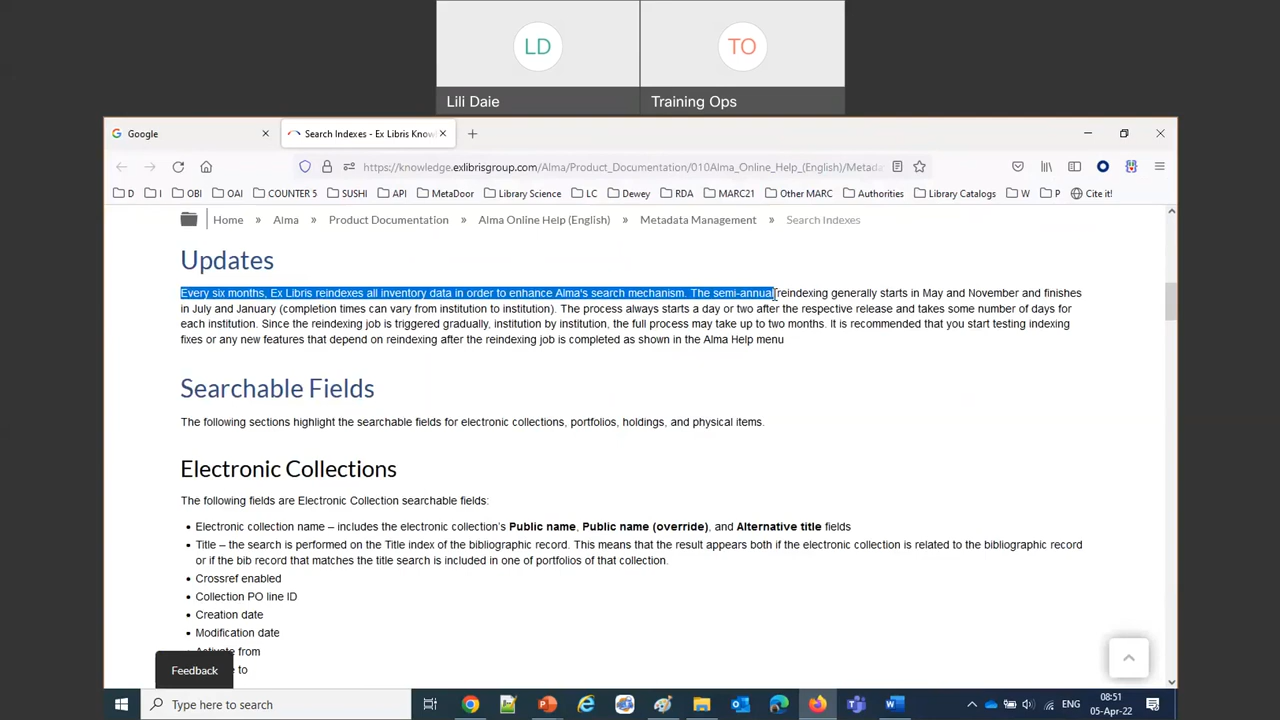 LD
TO
Lili Daie
Training Ops
Google
Search Indexes - Ex Libris Know
https://knowledge.exlibrisgroup.com/Alma/Product_Documentation/010Alma_Online_Help_(English)/Metada
D
I
OBI
OAI
COUNTER 5
SUSHI
API
MetaDoor
Library Science
LC
Dewey
RDA
MARC21
Other MARC
Authorities
Library Catalogs
W
P
Cite it!
Home » Alma » Product Documentation » Alma Online Help (English) » Metadata Management » Search Indexes
Updates
Every six months, Ex Libris reindexes all inventory data in order to enhance Alma's search mechanism. The semi-annual reindexing generally starts in May and November and finishes
in July and January (completion times can vary from institution to institution). The process always starts a day or two after the respective release and takes some number of days for
each institution. Since the reindexing job is triggered gradually, institution by institution, the full process may take up to two months. It is recommended that you start testing indexing
fixes or any new features that depend on reindexing after the reindexing job is completed as shown in the Alma Help menu
Searchable Fields
The following sections highlight the searchable fields for electronic collections, portfolios, holdings, and physical items.
Electronic Collections
The following fields are Electronic Collection searchable fields:
• Electronic collection name – includes the electronic collection's Public name, Public name (override), and Alternative title fields
• Title – the search is performed on the Title index of the bibliographic record. This means that the result appears both if the electronic collection is related to the bibliographic record
or if the bib record that matches the title search is included in one of portfolios of that collection.
• Crossref enabled
• Collection PO line ID
• Creation date
• Modification date
from
to
Feedback
Type here to search
ENG
08:51
05-Apr-22